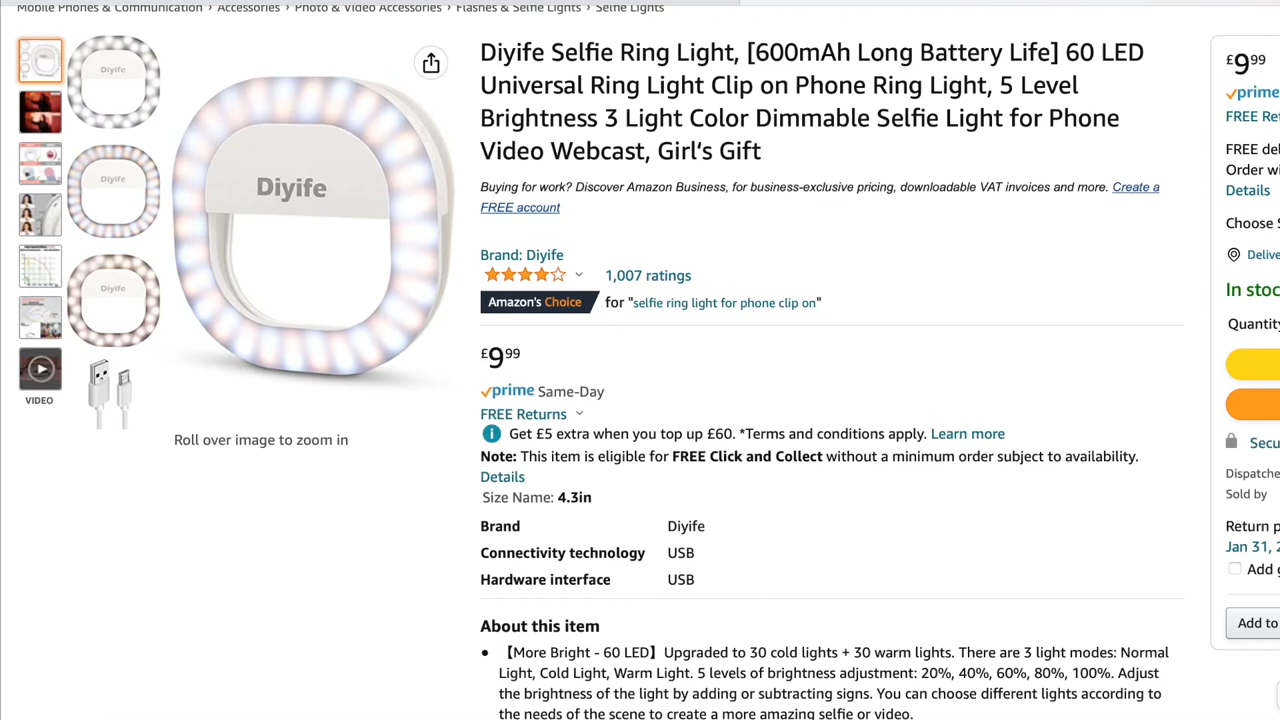 Mobile Phones & Communication › Accessories › Photo & Video Accessories › Flashes & Selfie Lights › Selfie Lights
Diyife
Diyife
Diyife
Diyife
VIDEO
Roll over image to zoom in
Diyife Selfie Ring Light, [600mAh Long Battery Life] 60 LED
Universal Ring Light Clip on Phone Ring Light, 5 Level
Brightness 3 Light Color Dimmable Selfie Light for Phone
Video Webcast, Girl's Gift
Buying for work? Discover Amazon Business, for business-exclusive pricing, downloadable VAT invoices and more. Create a
FREE account
Brand: Diyife
1,007 ratings
Amazon's Choice for "selfie ring light for phone clip on"
£9⁹⁹
prime Same-Day
FREE Returns
Get £5 extra when you top up £60. *Terms and conditions apply. Learn more
Note: This item is eligible for FREE Click and Collect without a minimum order subject to availability.
Details
Size Name: 4.3in
Brand Diyife
Connectivity technology USB
Hardware interface USB
About this item
● 【More Bright - 60 LED】Upgraded to 30 cold lights + 30 warm lights. There are 3 light modes: Normal
Light, Cold Light, Warm Light. 5 levels of brightness adjustment: 20%, 40%, 60%, 80%, 100%. Adjust
the brightness of the light by adding or subtracting signs. You can choose different lights according to
the needs of the scene to create a more amazing selfie or video.
£9⁹⁹
prime
FREE Re
FREE del
Order wi
Details
Choose S
Delive
In stoc
Quantity
Secu
Dispatche
Sold by
Return p
Jan 31, 2
Add g
Add to